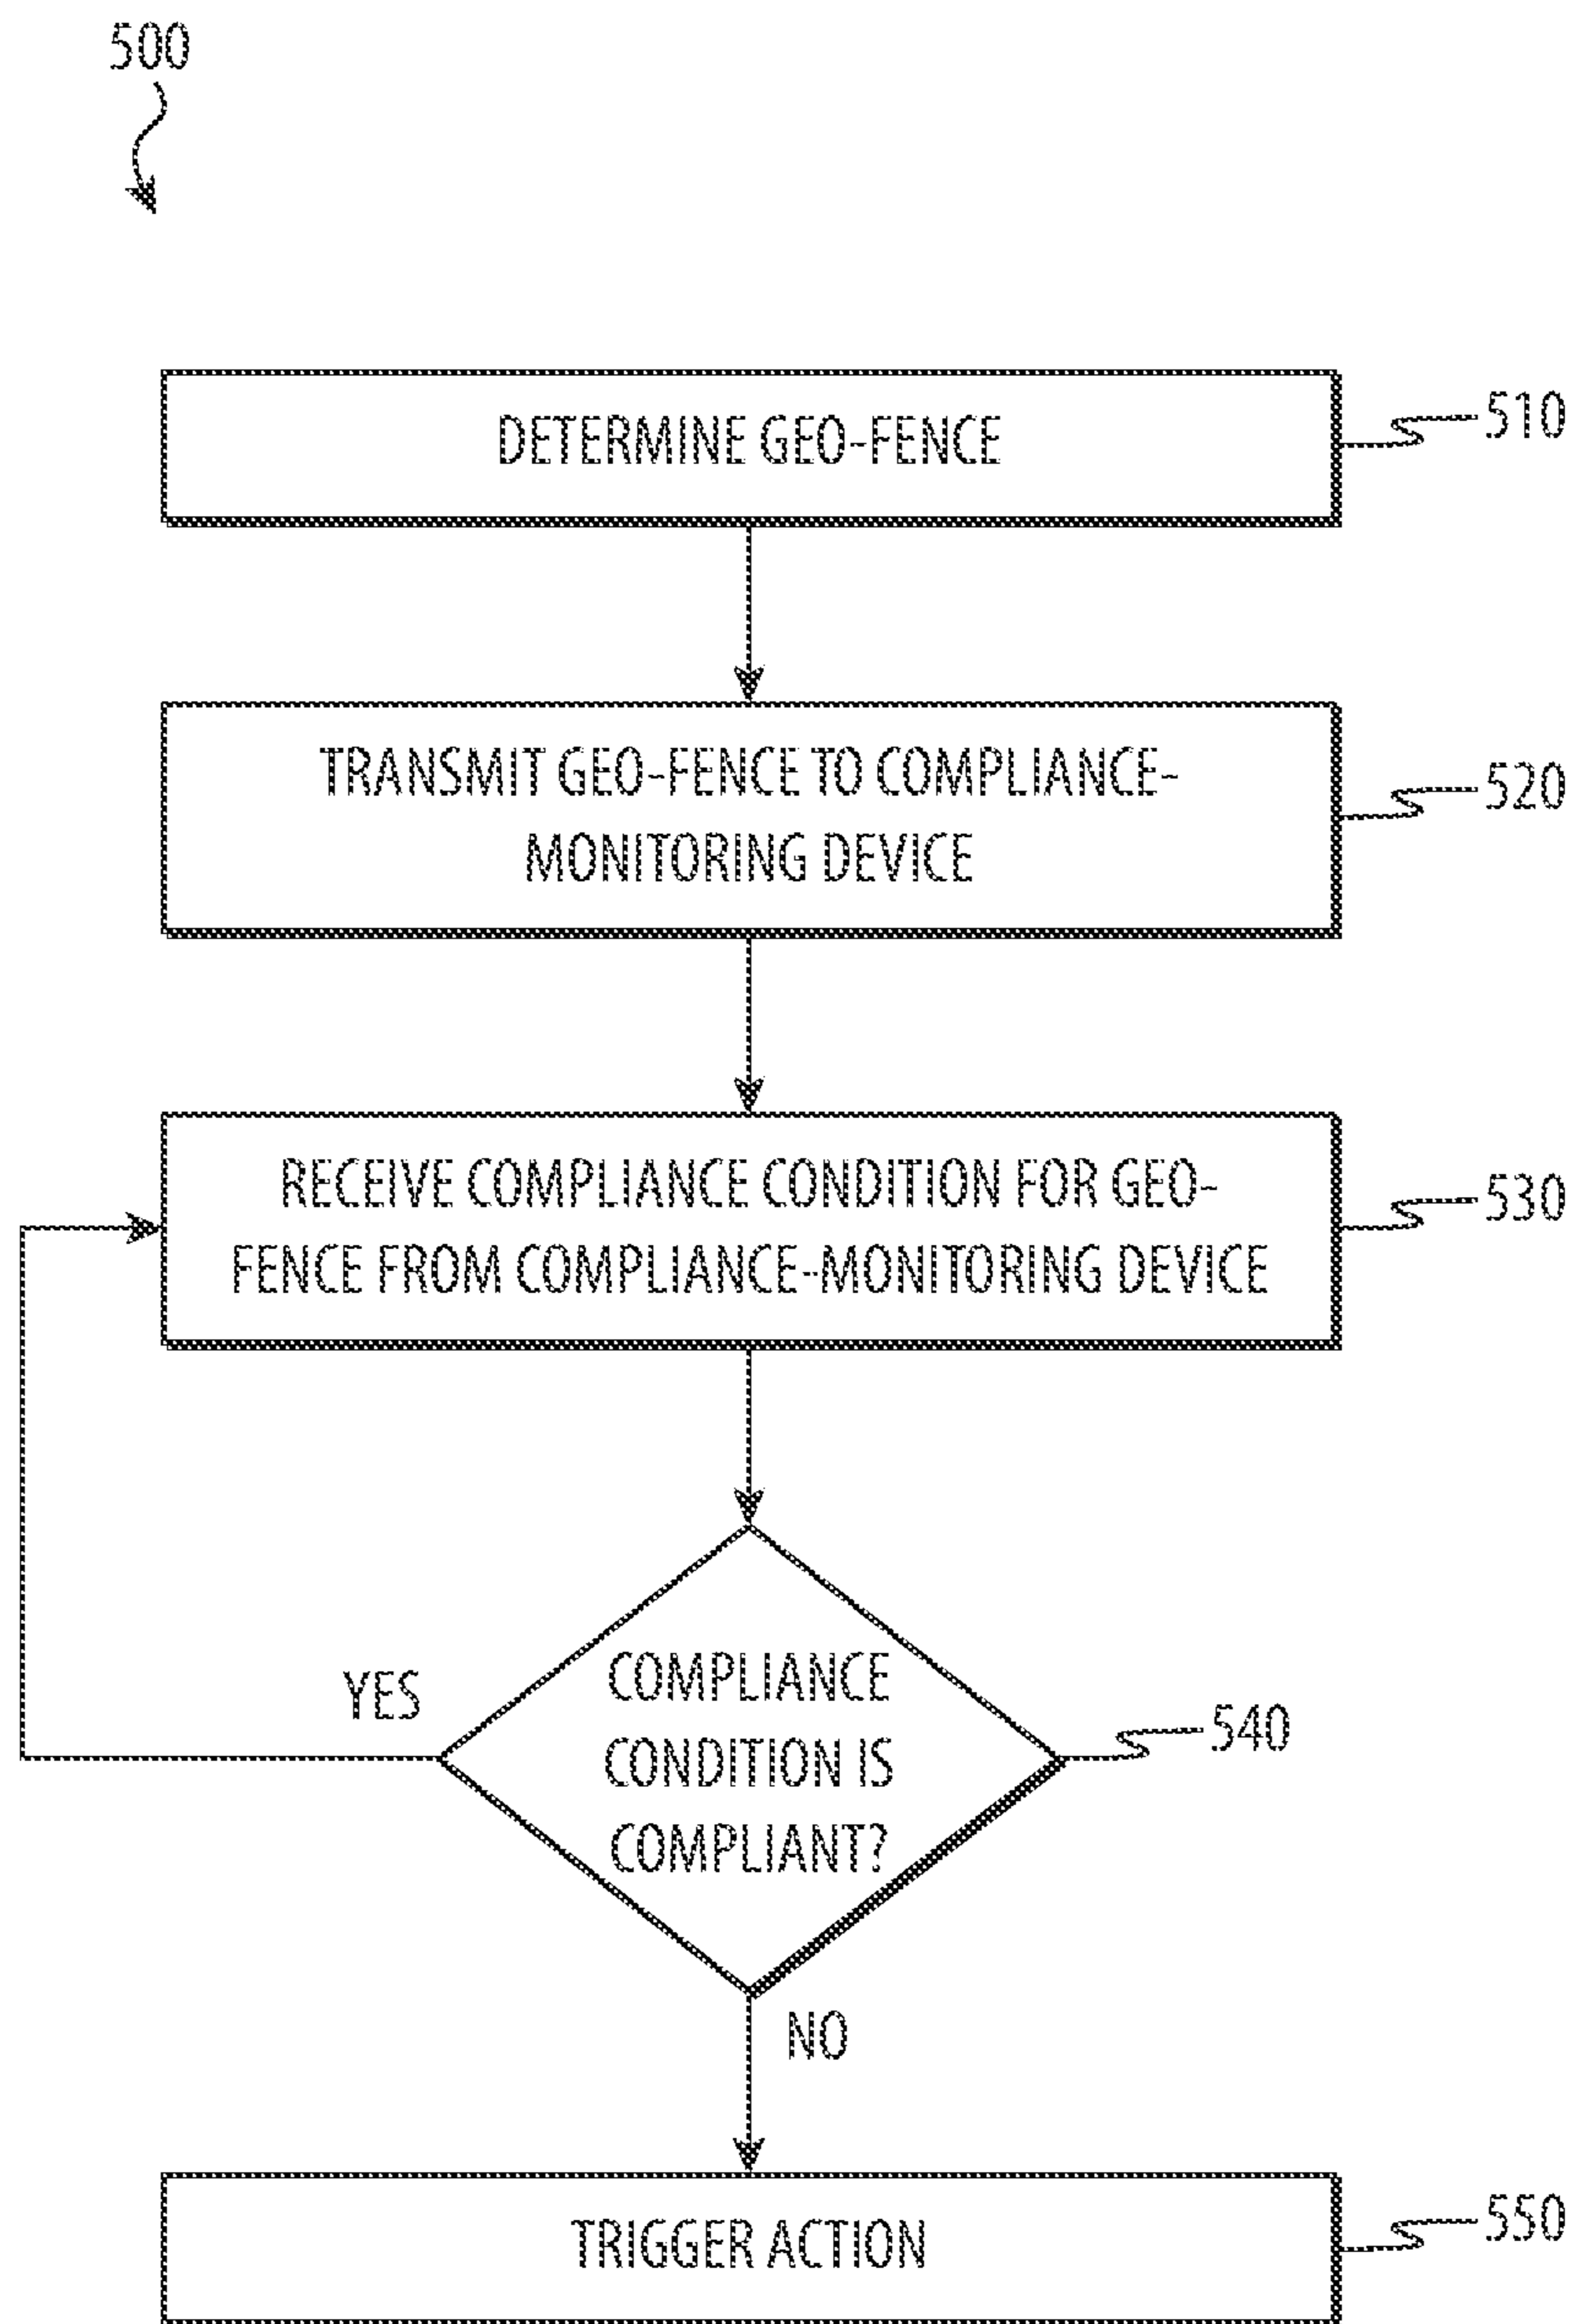 500
DETERMINE GEO-FENCE
510
TRANSMIT GEO-FENCE TO COMPLIANCE-
MONITORING DEVICE
520
RECEIVE COMPLIANCE CONDITION FOR GEO-
FENCE FROM COMPLIANCE-MONITORING DEVICE
530
YES
COMPLIANCE
CONDITION IS
COMPLIANT?
540
NO
TRIGGER ACTION
550